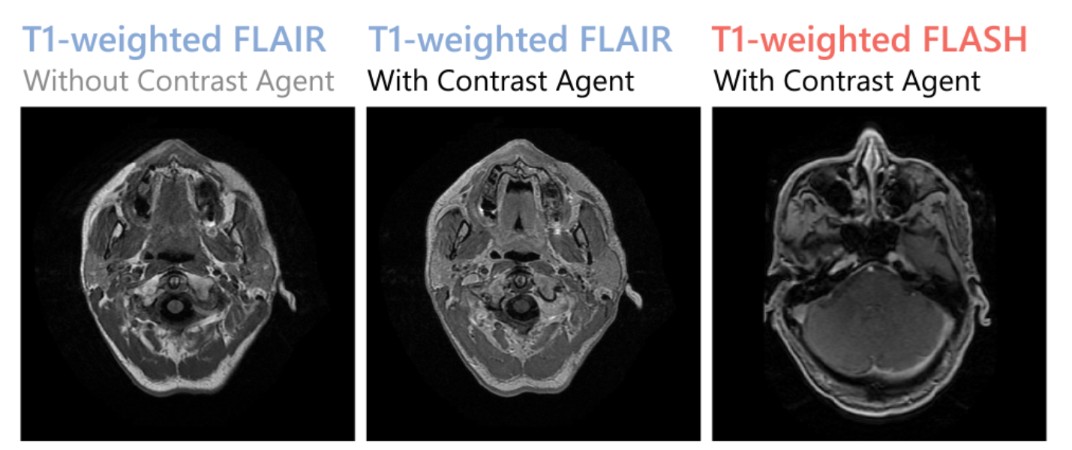 T1-weighted FLAIR
Without Contrast Agent
T1-weighted FLAIR
With Contrast Agent
T1-weighted FLASH
With Contrast Agent